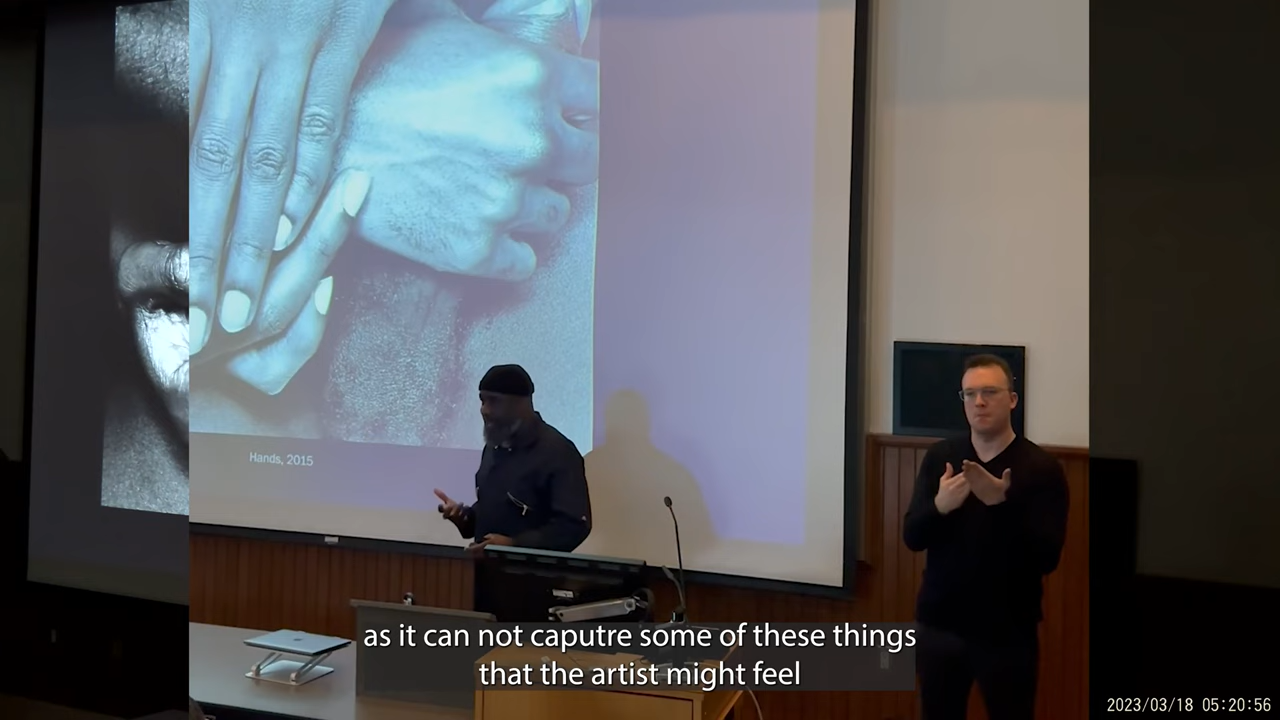 Hands, 2015
as it can not caputre some of these things
that the artist might feel
2023/03/18 05:20:56